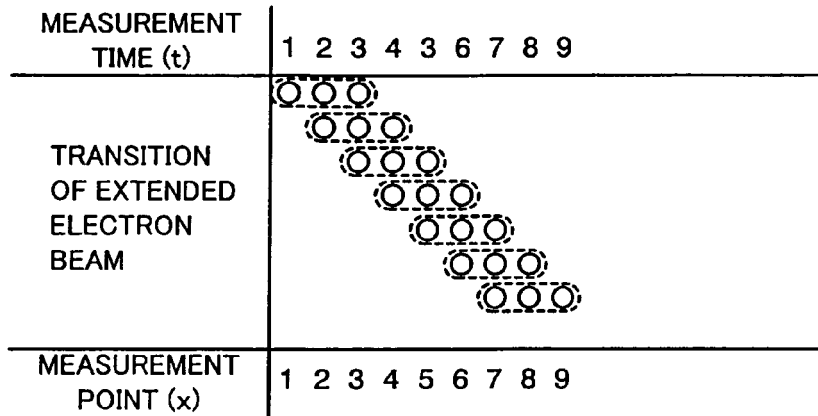 MEASUREMENT
TIME (t)
1 2 3 4 3 6 7 8 9
TRANSITION
OF EXTENDED
ELECTRON
BEAM
MEASUREMENT
POINT (x)
1 2 3 4 5 6 7 8 9